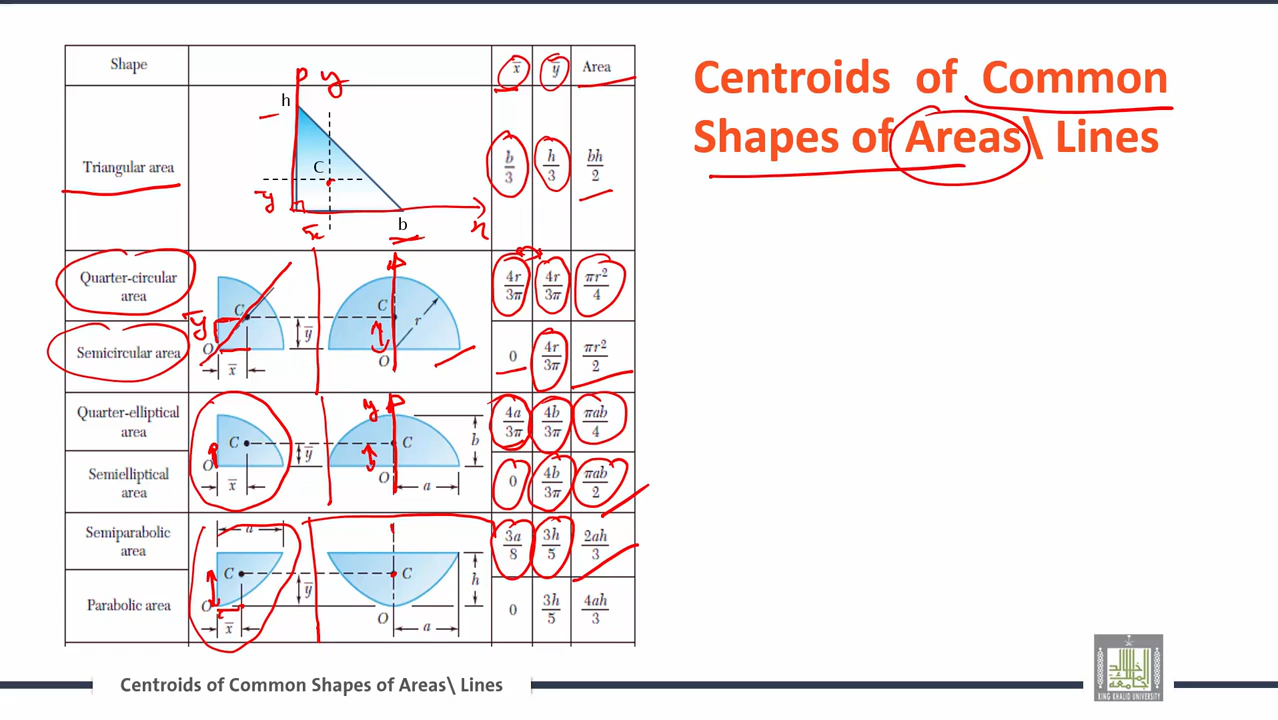 Shape x̄ ȳ Area
y
h
Triangular area C b/3 h/3 bh/2
ȳ
x̄ b x
Quarter-circular area C C r ȳ O x̄ O 4r/3π 4r/3π πr²/4
ȳ
Semicircular area 0 4r/3π πr²/2
Quarter-elliptical area C C y b ȳ O x̄ O a 4a/3π 4b/3π πab/4
Semielliptical area 0 4b/3π πab/2
Semiparabolic area a C C h ȳ O x̄ O a 3a/8 3h/5 2ah/3
Parabolic area 0 3h/5 4ah/3
Centroids of Common
Shapes of Areas\ Lines
Centroids of Common Shapes of Areas\ Lines
KING KHALID UNIVERSITY